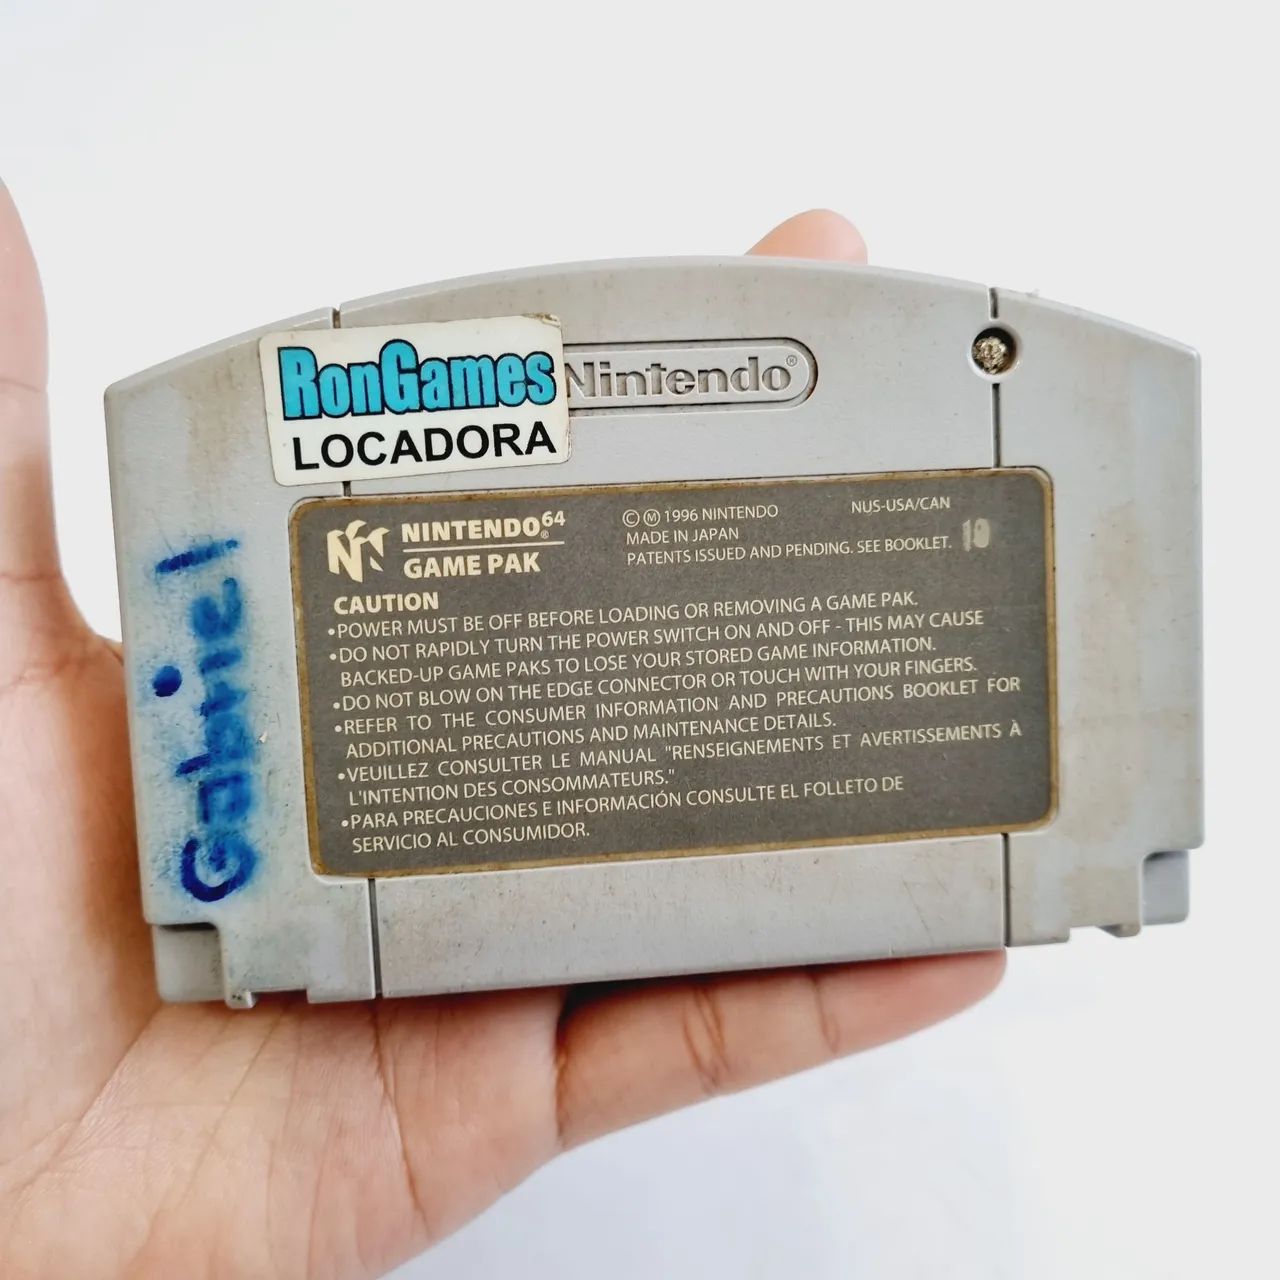 RonGames
LOCADORA
Nintendo®
Gabriel
NINTENDO64®
GAME PAK
©Ⓜ1996 NINTENDO
MADE IN JAPAN
PATENTS ISSUED AND PENDING. SEE BOOKLET.
NUS-USA/CAN
CAUTION
•POWER MUST BE OFF BEFORE LOADING OR REMOVING A GAME PAK.
•DO NOT RAPIDLY TURN THE POWER SWITCH ON AND OFF - THIS MAY CAUSE
BACKED-UP GAME PAKS TO LOSE YOUR STORED GAME INFORMATION.
•DO NOT BLOW ON THE EDGE CONNECTOR OR TOUCH WITH YOUR FINGERS.
•REFER TO THE CONSUMER INFORMATION AND PRECAUTIONS BOOKLET FOR
ADDITIONAL PRECAUTIONS AND MAINTENANCE DETAILS.
•VEUILLEZ CONSULTER LE MANUAL "RENSEIGNEMENTS ET AVERTISSEMENTS À
L'INTENTION DES CONSOMMATEURS."
•PARA PRECAUCIONES E INFORMACIÓN CONSULTE EL FOLLETO DE
SERVICIO AL CONSUMIDOR.